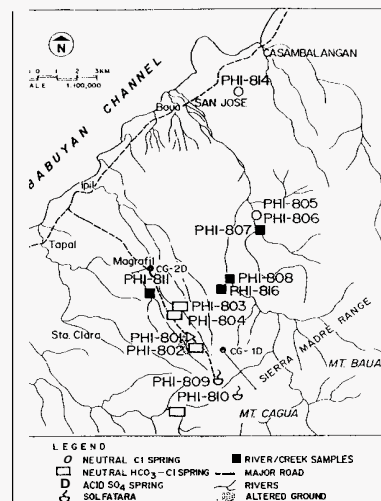 N
CASAMBALANGAN
0 1 2 3KM
1:100,000
PHI-814
SAN JOSE
BABUYAN CHANNEL
Ipil
PHI-805
PHI-806
PHI-807
Tapal
Magrafil
CG-2D
PHI-811
PHI-808
PHI-816
PHI-803
PHI-804
Sta. Clara
PHI-801
PHI-802
CG-1D
SIERRA MADRE RANGE
MT. BAUA
PHI-809
PHI-810
MT. CAGUA
LEGEND
NEUTRAL Cl SPRING
RIVER/CREEK SAMPLES
NEUTRAL HCO3-Cl SPRING
MAJOR ROAD
ACID SO4 SPRING
RIVERS
SOLFATARA
ALTERED GROUND